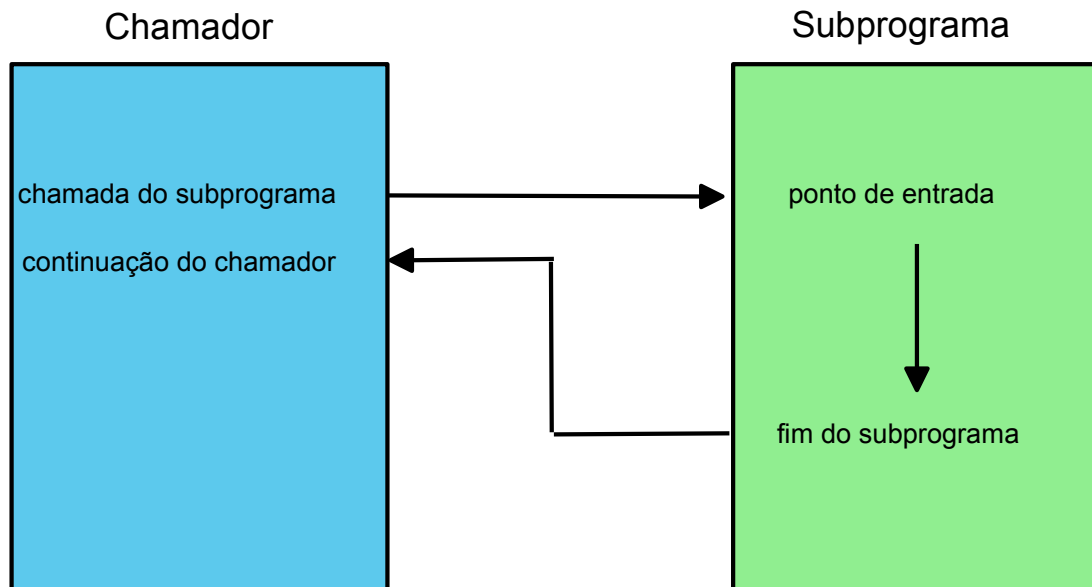 Chamador
Subprograma
chamada do subprograma
ponto de entrada
continuação do chamador
fim do subprograma